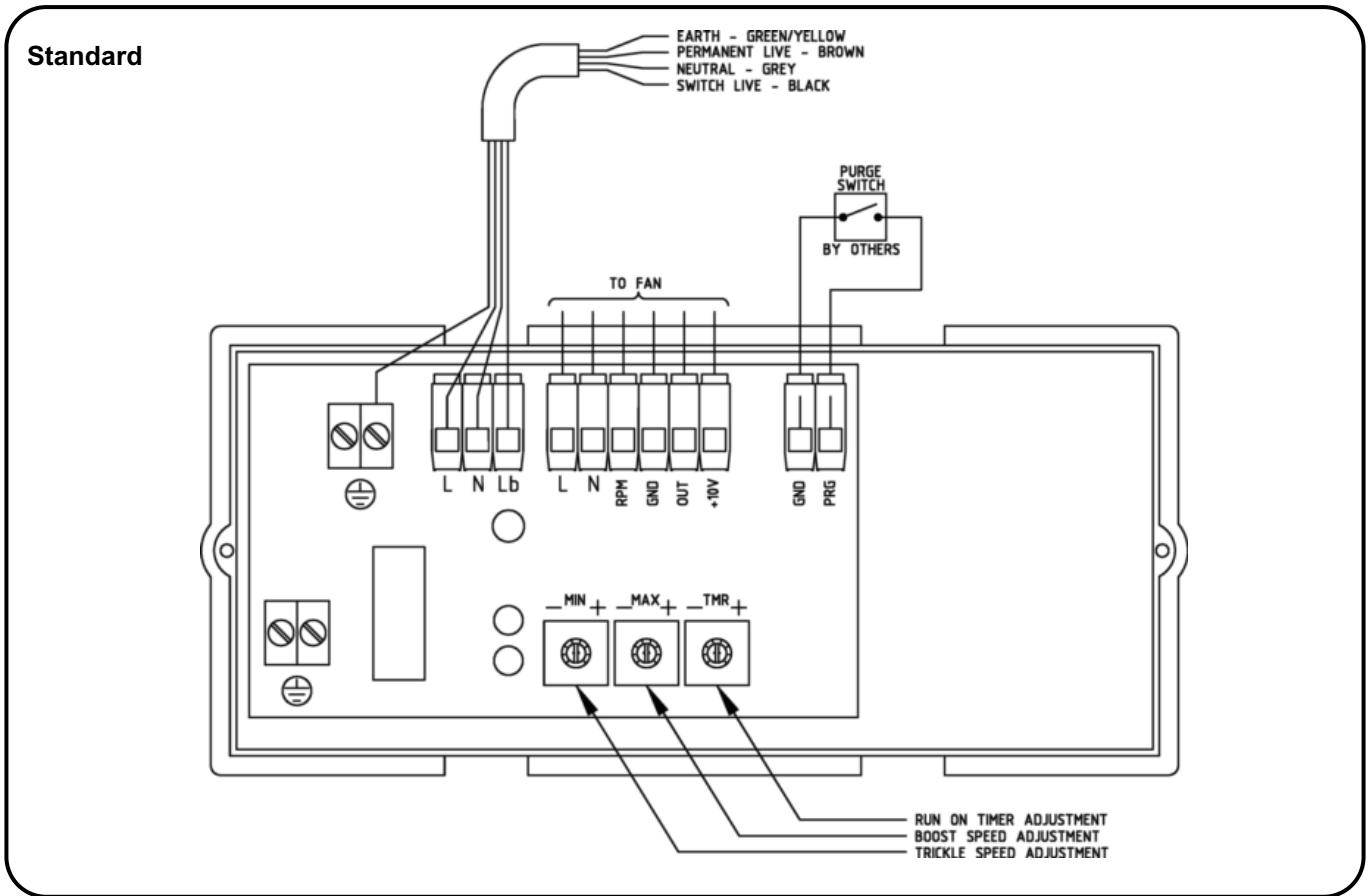 Standard
EARTH - GREEN/YELLOW
PERMANENT LIVE - BROWN
NEUTRAL - GREY
SWITCH LIVE - BLACK
PURGE
SWITCH
BY OTHERS
TO FAN
L N Lb
L N RPM GND OUT +10V
GND PRG
— MIN +
— MAX +
— TMR +
RUN ON TIMER ADJUSTMENT
BOOST SPEED ADJUSTMENT
TRICKLE SPEED ADJUSTMENT